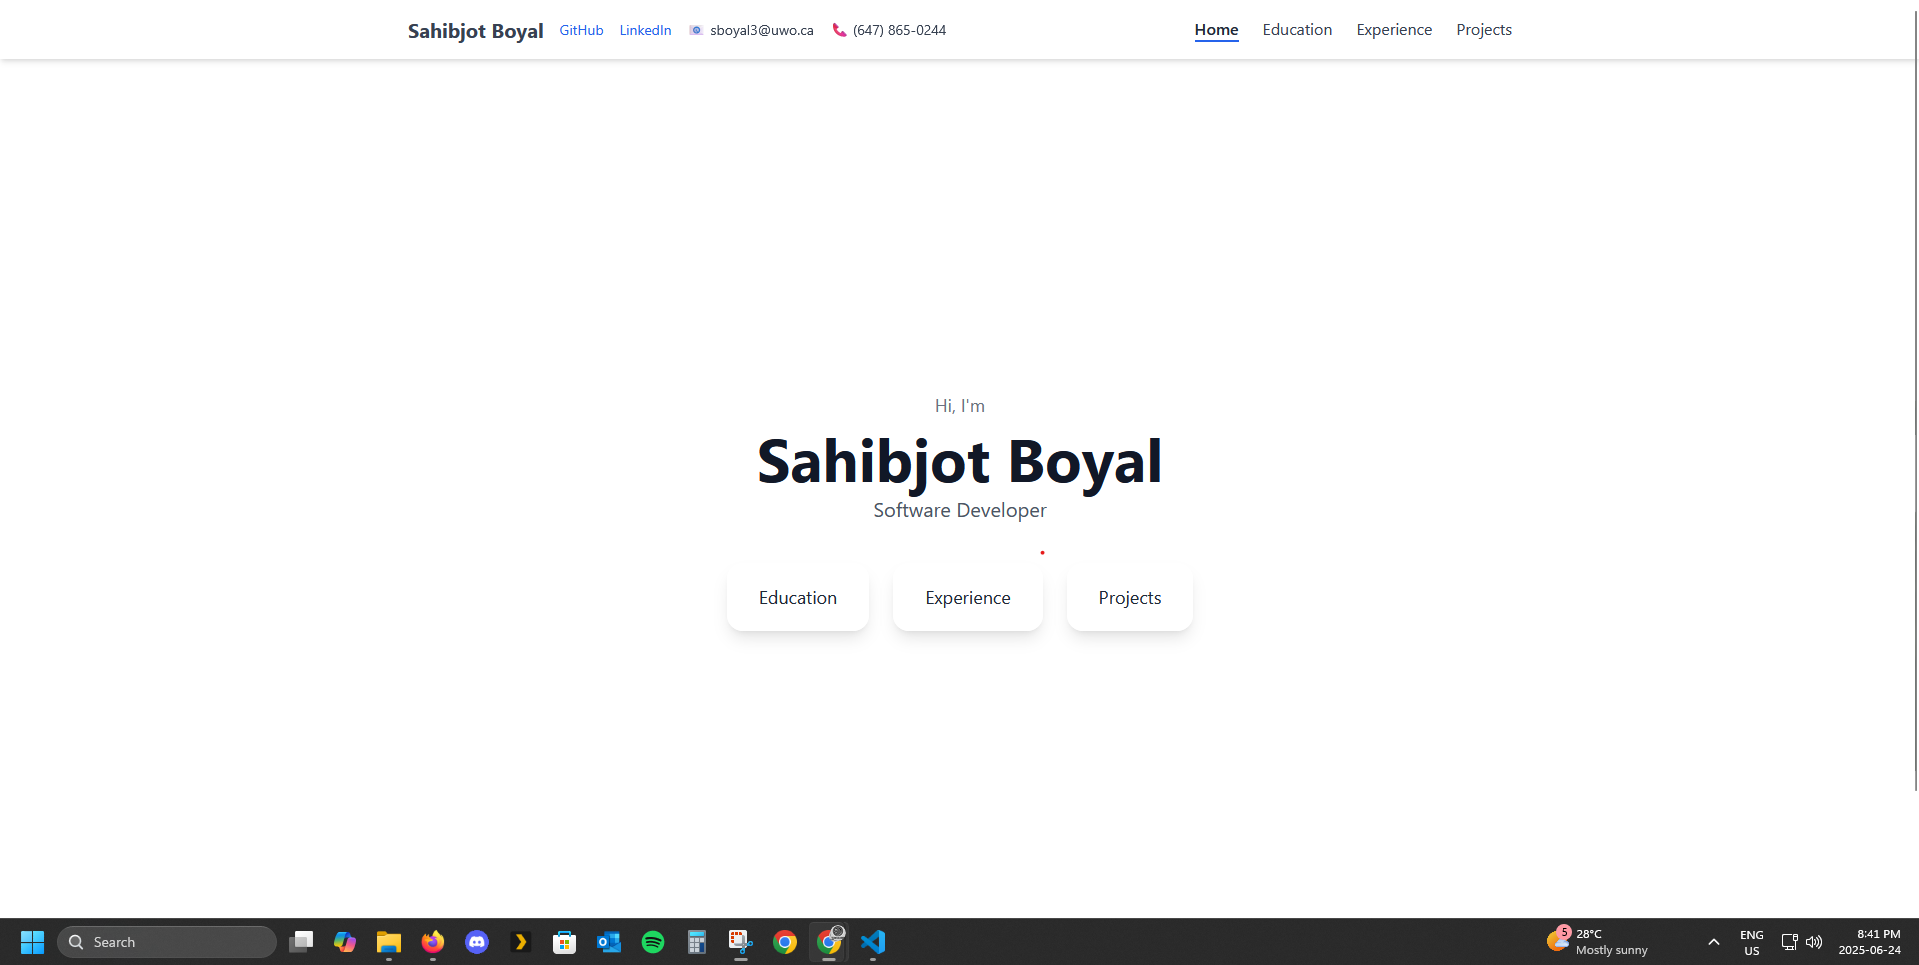 Sahibjot Boyal GitHub LinkedIn sboyal3@uwo.ca (647) 865-0244 Home Education Experience Projects
Hi, I'm
Sahibjot Boyal
Software Developer
Education Experience Projects
Search
5
28°C
Mostly sunny
ENG
US
8:41 PM
2025-06-24